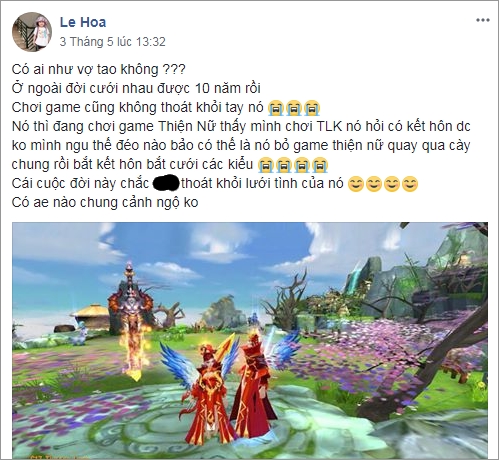 Le Hoa
3 Tháng 5 lúc 13:32
Có ai như vợ tao không ???
Ở ngoài đời cưới nhau được 10 năm rồi
Chơi game cũng không thoát khỏi tay nó 😭😭😭
Nó thì đang chơi game Thiện Nữ thấy mình chơi TLK nó hỏi có kết hôn dc
ko mình ngu thế đéo nào bảo có thế là nó bỏ game thiện nữ quay qua cày
chung rồi bắt kết hôn bắt cưới các kiểu 😭😭😭😭
Cái cuộc đời này chắc thoát khỏi lưới tình của nó 😄😄😄😄
Có ae nào chung cảnh ngộ ko